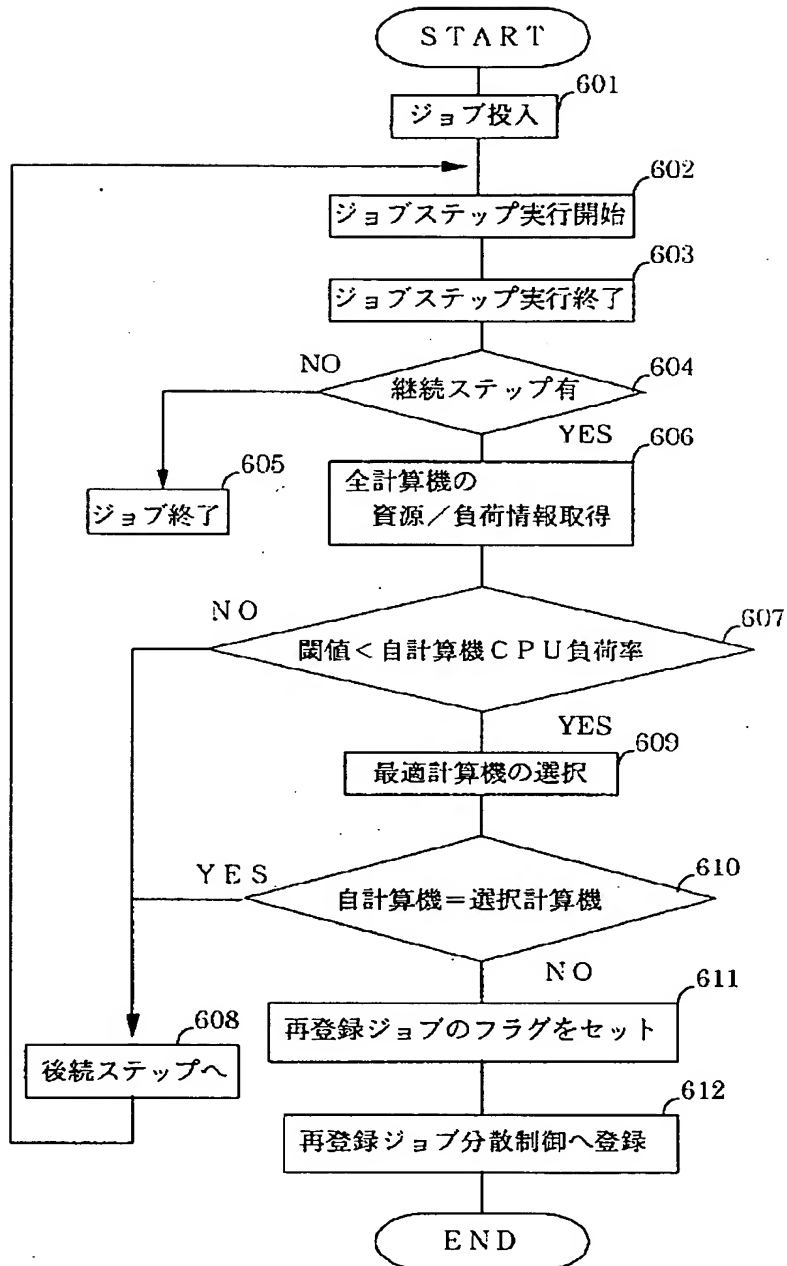 START
601
ジョブ投入
602
ジョブステップ実行開始
603
ジョブステップ実行終了
NO
604
継続ステップ有
YES
605
ジョブ終了
606
全計算機の
資源/負荷情報取得
NO
607
閾値<自計算機CPU負荷率
YES
609
最適計算機の選択
YES
610
自計算機=選択計算機
NO
611
再登録ジョブのフラグをセット
608
後続ステップへ
612
再登録ジョブ分散制御へ登録
END